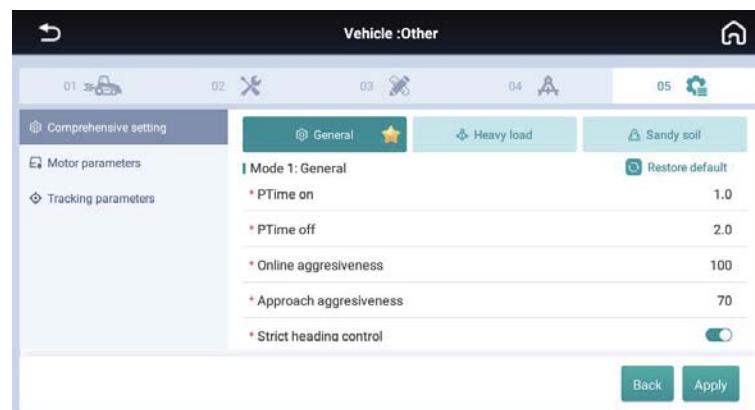 Vehicle :Other
01 02 03 04 05
Comprehensive setting
Motor parameters
Tracking parameters
General Heavy load Sandy soil
Mode 1: General Restore default
* PTime on 1.0
* PTime off 2.0
* Online aggresiveness 100
* Approach aggresiveness 70
* Strict heading control
Back Apply